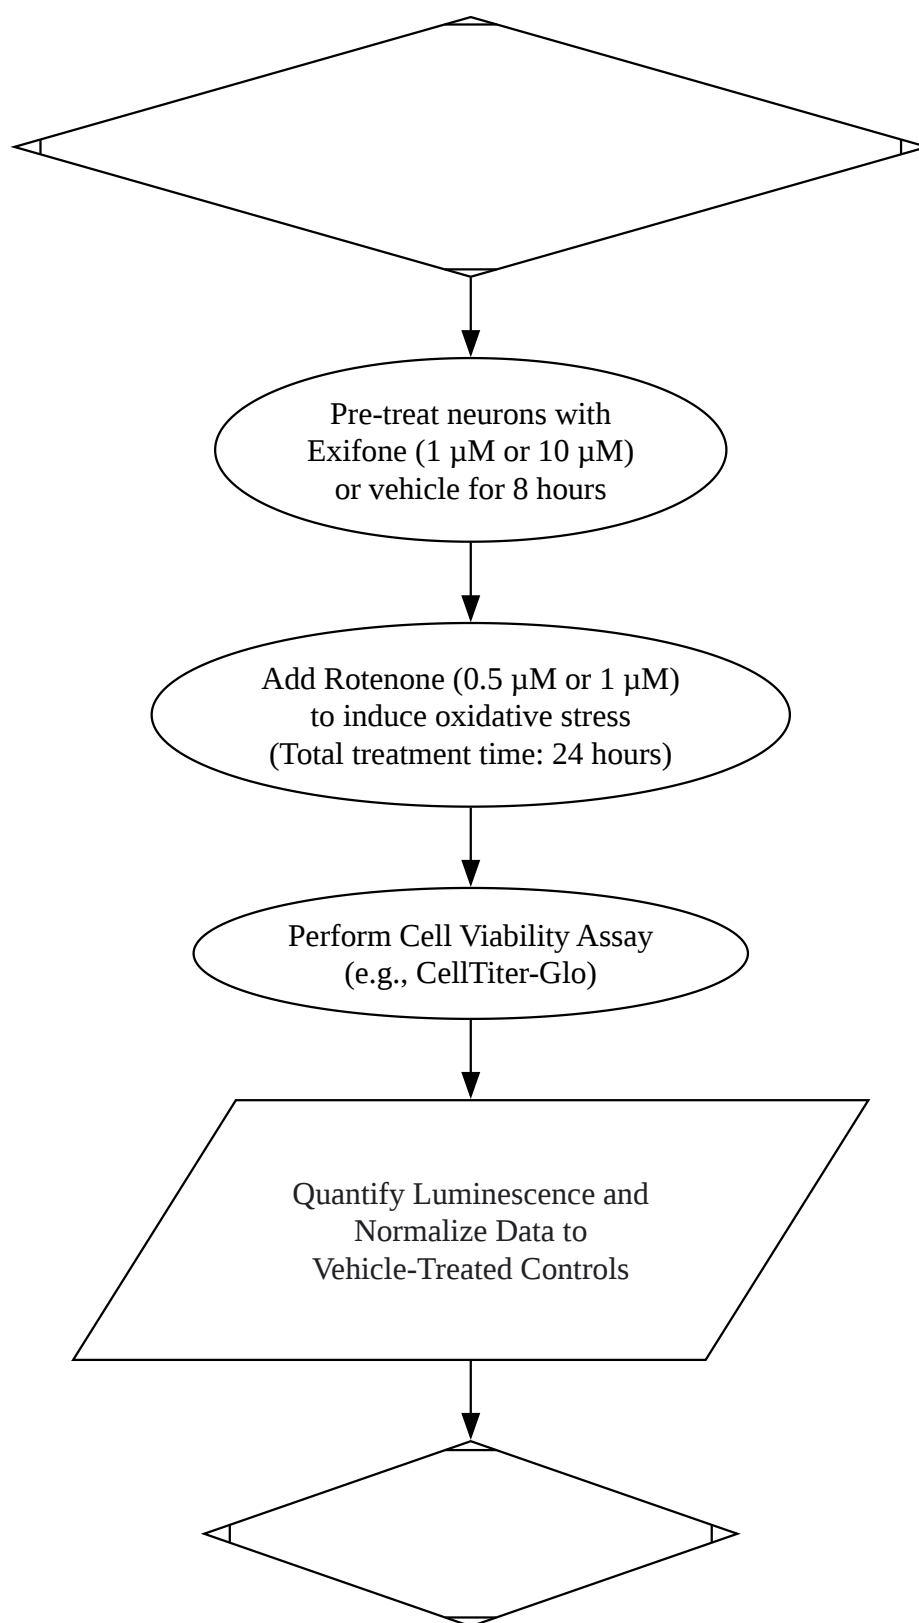 Pre-treat neurons with
Exifone (1 µM or 10 µM)
or vehicle for 8 hours
Add Rotenone (0.5 µM or 1 µM)
to induce oxidative stress
(Total treatment time: 24 hours)
Perform Cell Viability Assay
(e.g., CellTiter-Glo)
Quantify Luminescence and
Normalize Data to
Vehicle-Treated Controls